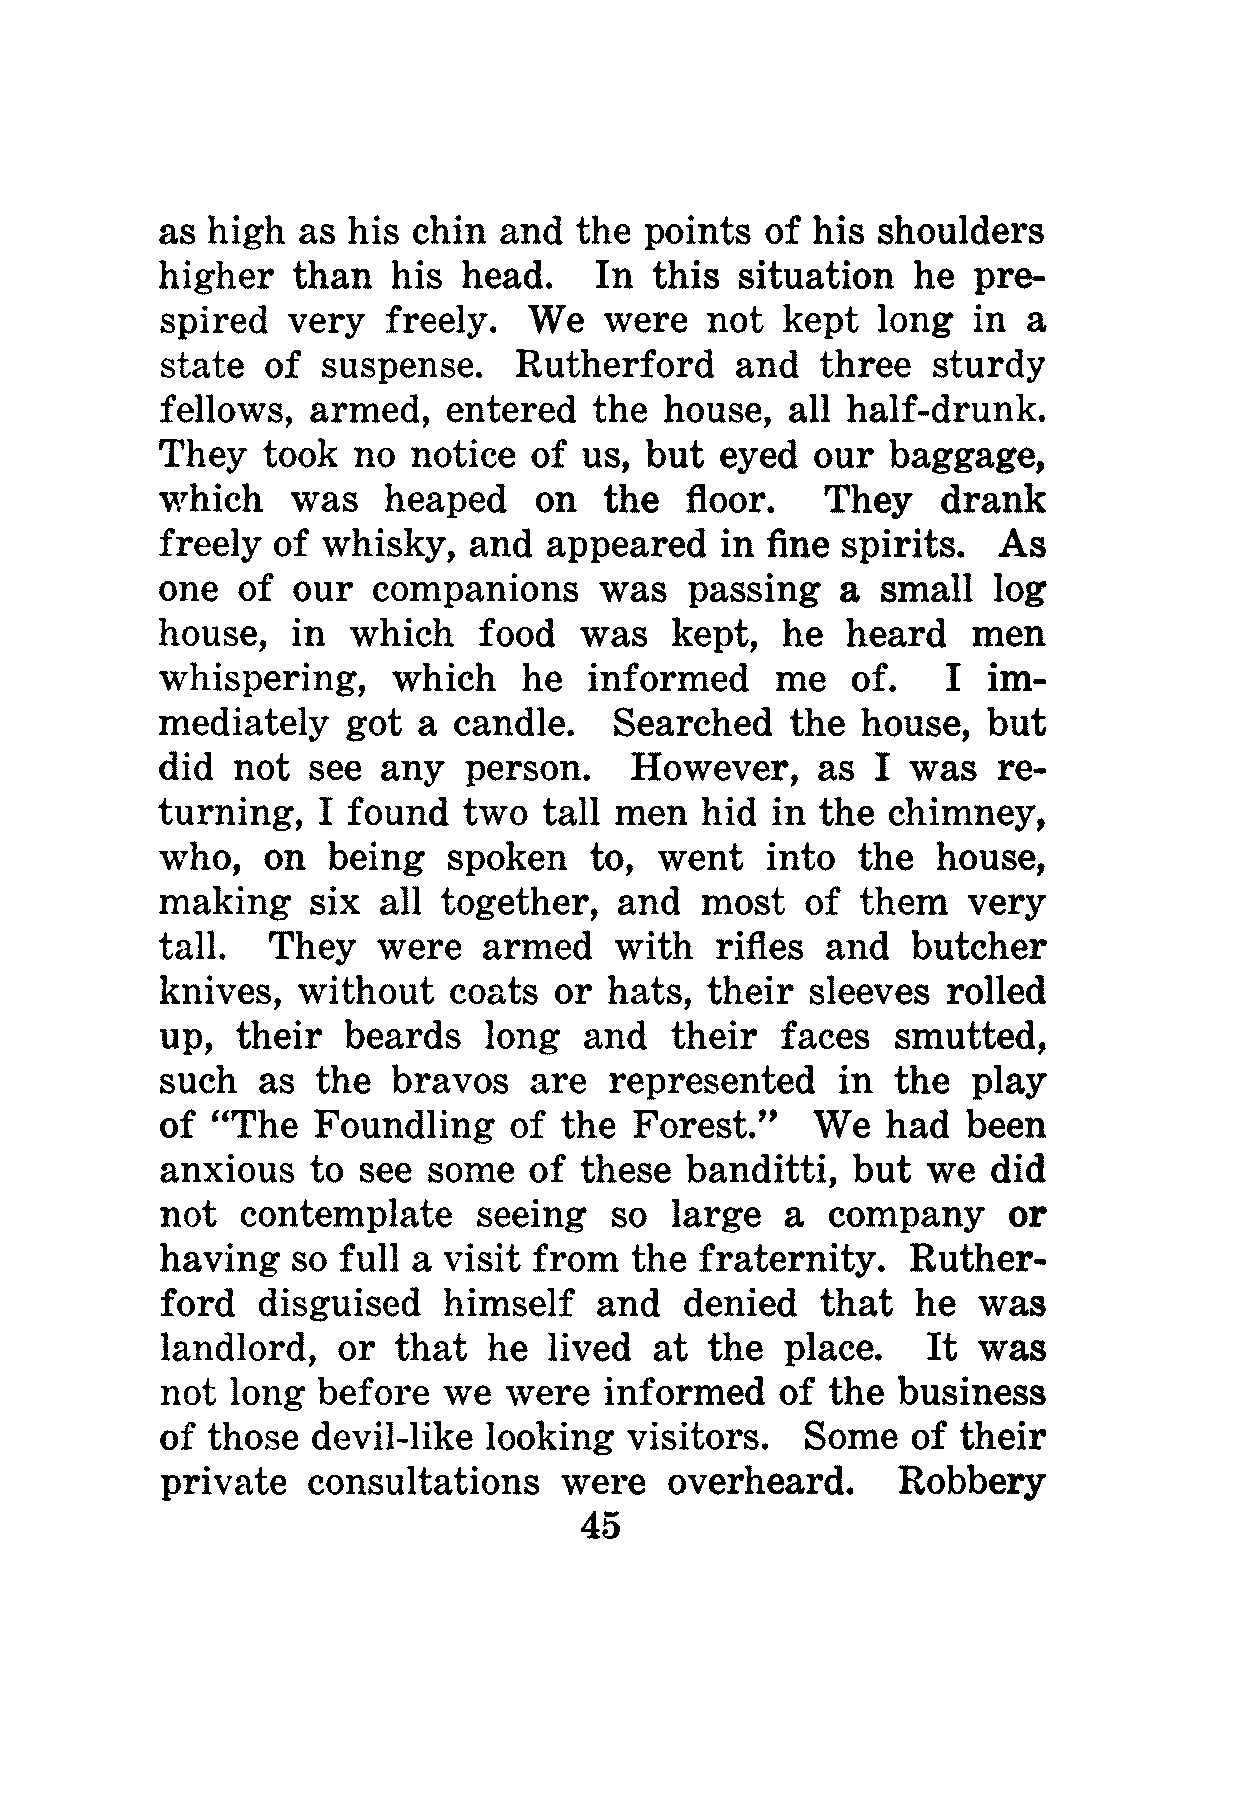 as high as his chin and the points of his shoulders
higher than his head. In this situation he pre-
spired very freely. We were not kept long in a
state of suspense. Rutherford and three sturdy
fellows, armed, entered the house, all half-drunk.
They took no notice of us, but eyed our baggage,
which was heaped on the floor. They drank
freely of whisky, and appeared in fine spirits. As
one of our companions was passing a small log
house, in which food was kept, he heard men
whispering, which he informed me of. I im-
mediately got a candle. Searched the house, but
did not see any person. However, as I was re-
turning, I found two tall men hid in the chimney,
who, on being spoken to, went into the house,
making six all together, and most of them very
tall. They were armed with rifles and butcher
knives, without coats or hats, their sleeves rolled
up, their beards long and their faces smutted,
such as the bravos are represented in the play
of “The Foundling of the Forest.” We had been
anxious to see some of these banditti, but we did
not contemplate seeing so large a company or
having so full a visit from the fraternity. Ruther-
ford disguised himself and denied that he was
landlord, or that he lived at the place. It was
not long before we were informed of the business
of those devil-like looking visitors. Some of their
private consultations were overheard. Robbery
45